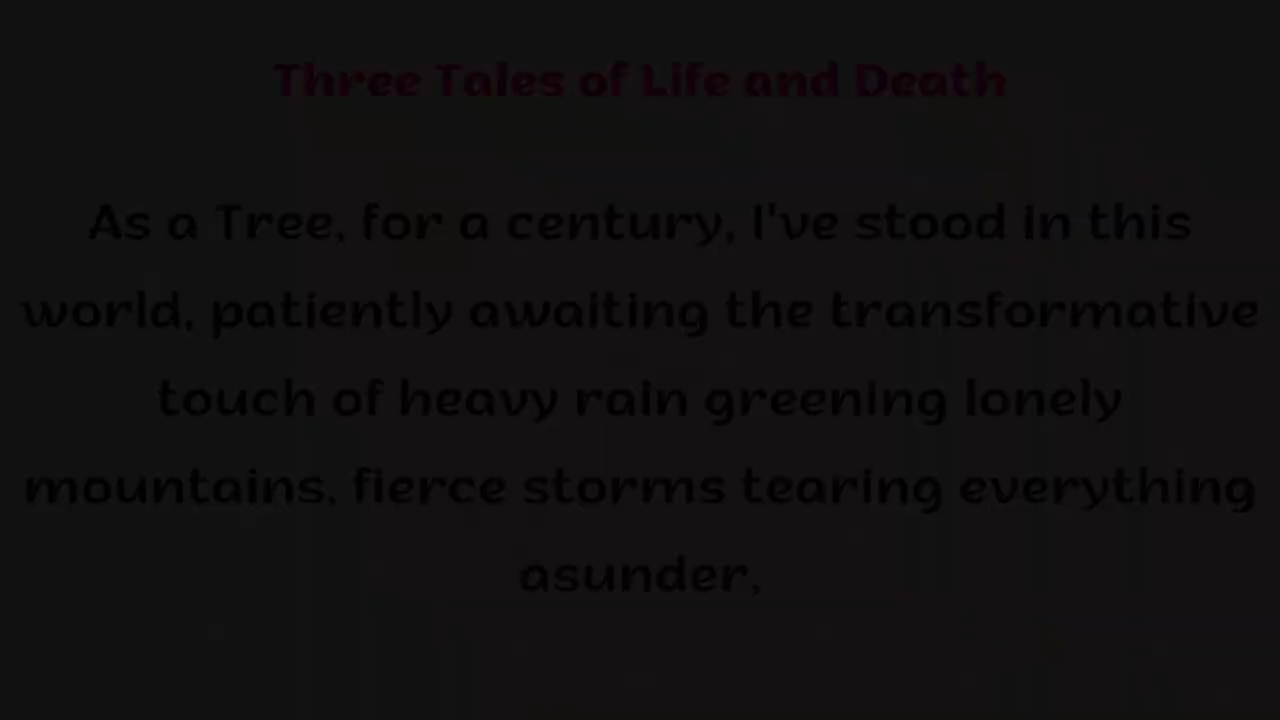 Three Tales of Life and Death
As a Tree, for a century, I've stood in this
world, patiently awaiting the transformative
touch of heavy rain greening lonely
mountains, fierce storms tearing everything
asunder,